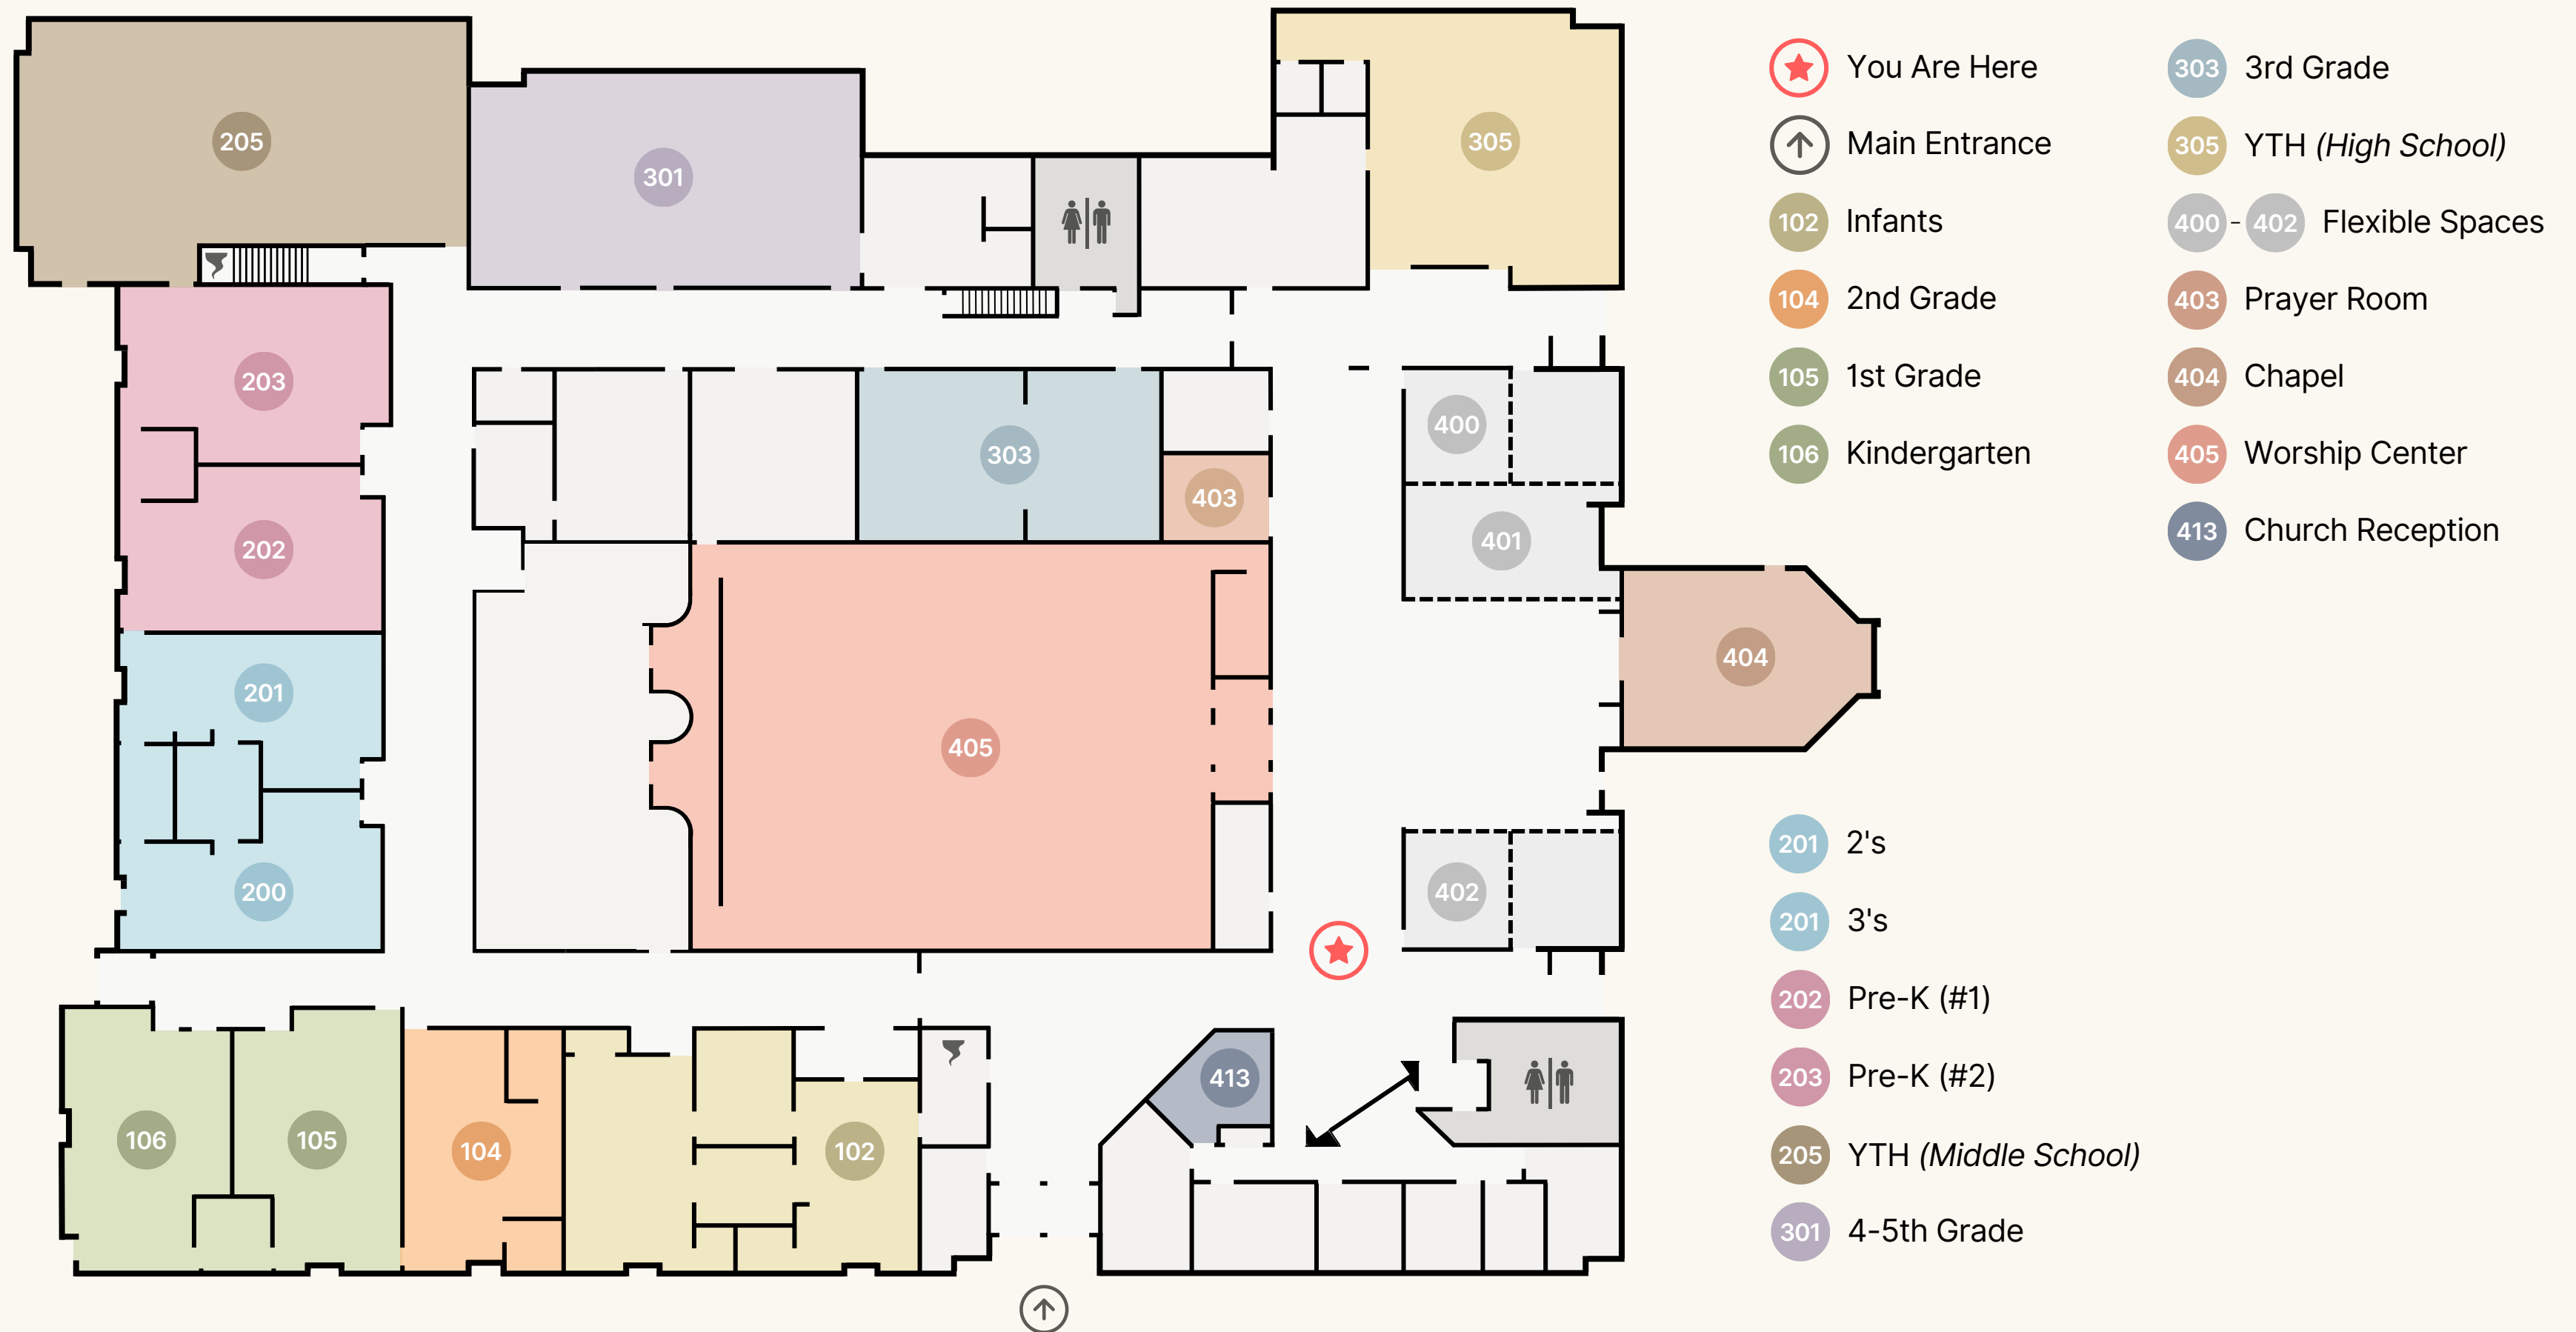 205
301
305
203
202
201
200
303
403
400
401
404
405
402
106
105
104
102
413
You Are Here
Main Entrance
102 Infants
104 2nd Grade
105 1st Grade
106 Kindergarten
303 3rd Grade
305 YTH (High School)
400 - 402 Flexible Spaces
403 Prayer Room
404 Chapel
405 Worship Center
413 Church Reception
201 2's
201 3's
202 Pre-K (#1)
203 Pre-K (#2)
205 YTH (Middle School)
301 4-5th Grade